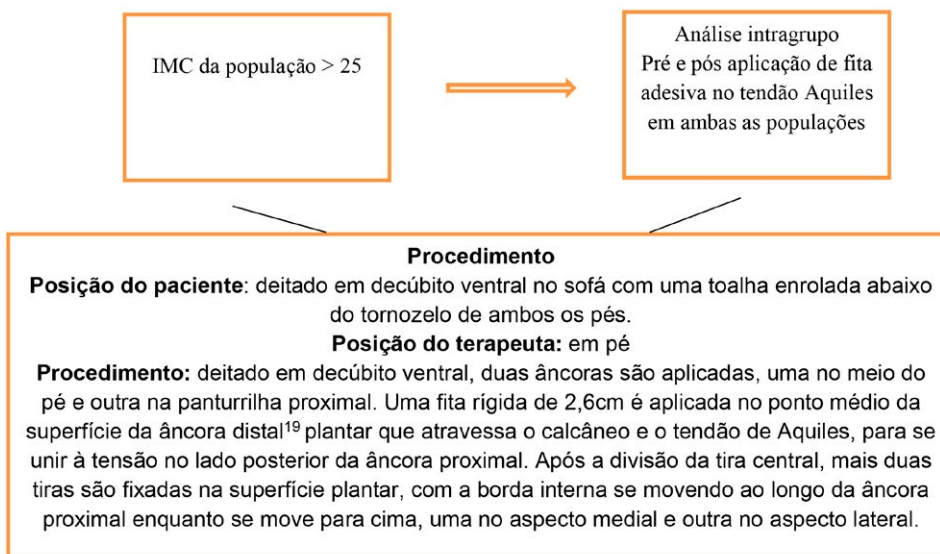 IMC da população > 25
Análise intragrupo
Pré e pós aplicação de fita
adesiva no tendão Aquiles
em ambas as populações
Procedimento
Posição do paciente: deitado em decúbito ventral no sofá com uma toalha enrolada abaixo
do tornozelo de ambos os pés.
Posição do terapeuta: em pé
Procedimento: deitado em decúbito ventral, duas âncoras são aplicadas, uma no meio do
pé e outra na panturrilha proximal. Uma fita rígida de 2,6cm é aplicada no ponto médio da
superfície da âncora distal¹⁹ plantar que atravessa o calcâneo e o tendão de Aquiles, para se
unir à tensão no lado posterior da âncora proximal. Após a divisão da tira central, mais duas
tiras são fixadas na superfície plantar, com a borda interna se movendo ao longo da âncora
proximal enquanto se move para cima, uma no aspecto medial e outra no aspecto lateral.